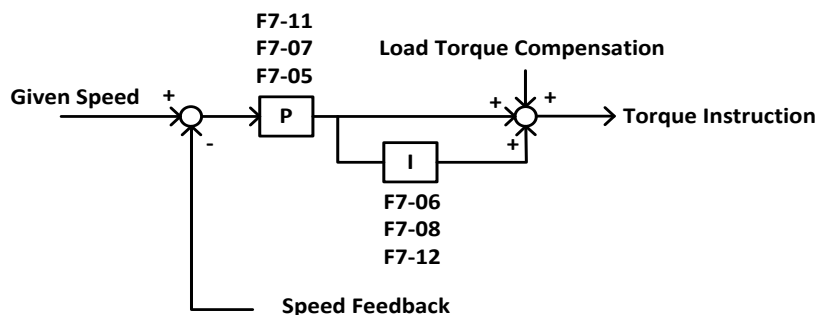 F7-11
F7-07
F7-05
Load Torque Compensation
Given Speed
+
P
+
+
Torque Instruction
-
+
I
F7-06
F7-08
F7-12
Speed Feedback